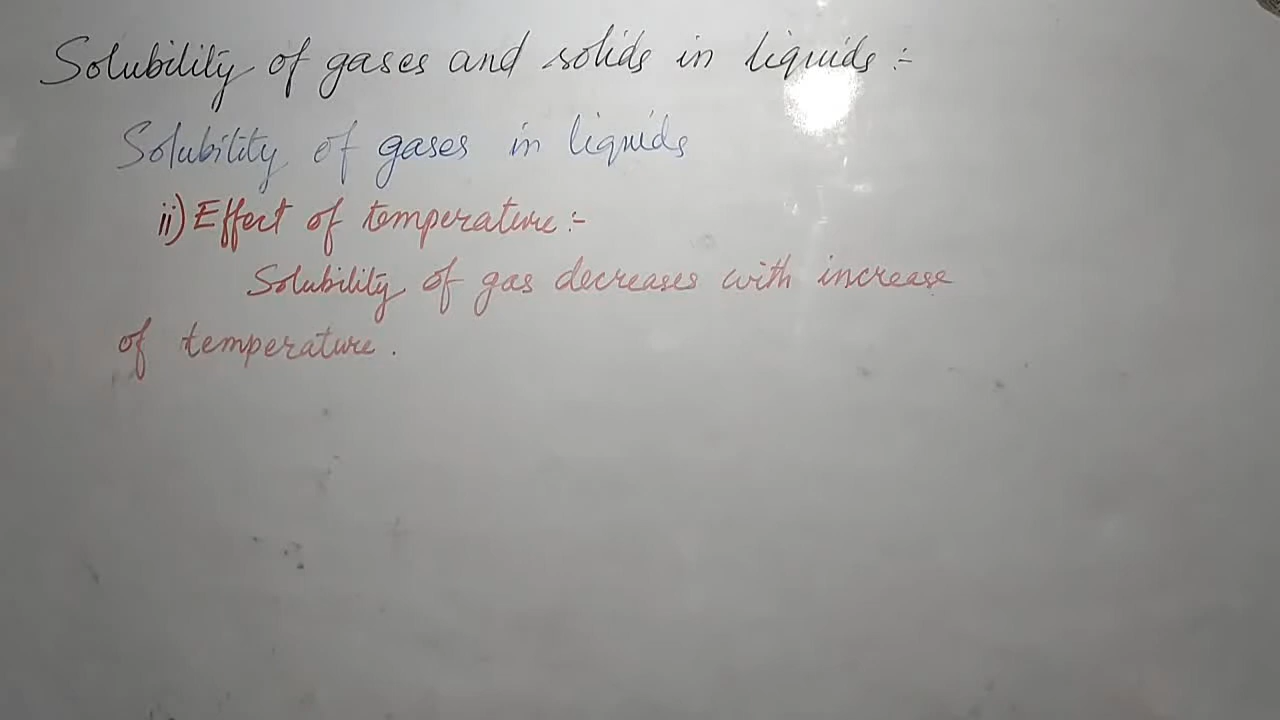 Solubility of gases and solids in liquids :-
Solubility of gases in liquids
ii) Effect of temperature :-
Solubility of gas decreases with increase
of temperature .